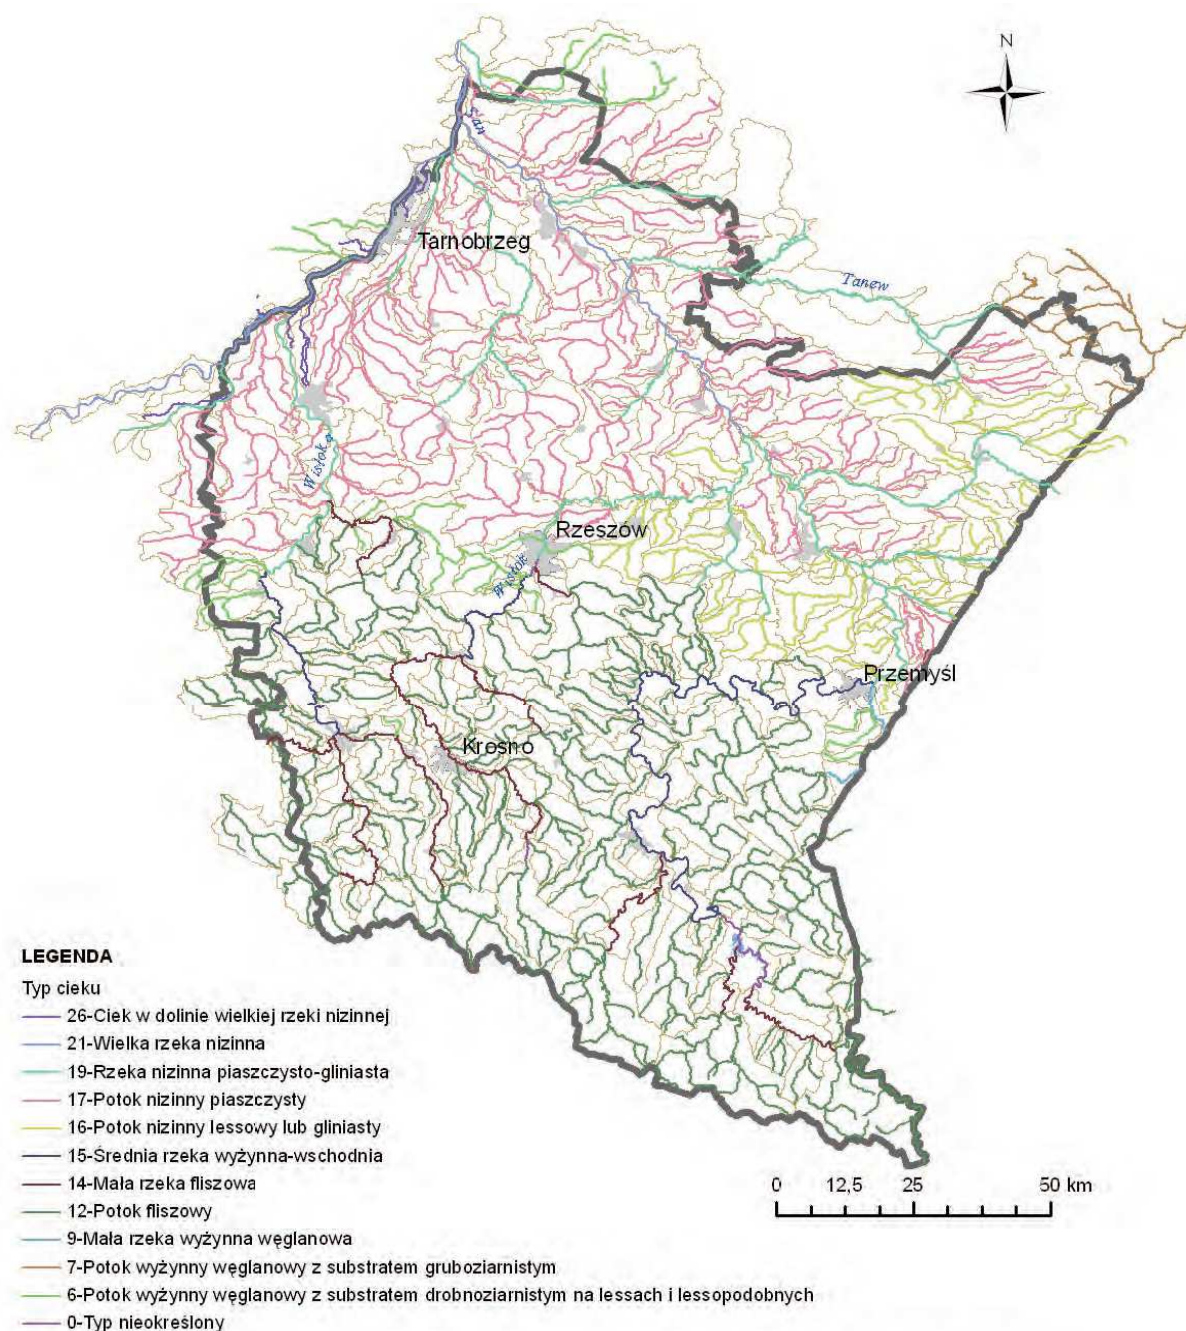 N
San
Tarnobrzeg
Tanew
Wisłoka
Rzeszów
Wisłok
Przemyśl
Krosno
LEGENDA
Typ cieku
26-Ciek w dolinie wielkiej rzeki nizinnej
21-Wielka rzeka nizinna
19-Rzeka nizinna piaszczysto-gliniasta
17-Potok nizinny piaszczysty
16-Potok nizinny lessowy lub gliniasty
15-Średnia rzeka wyżynna-wschodnia
14-Mała rzeka fliszowa
12-Potok fliszowy
9-Mała rzeka wyżynna węglanowa
7-Potok wyżynny węglanowy z substratem gruboziarnistym
6-Potok wyżynny węglanowy z substratem drobnoziarnistym na lessach i lessopodobnych
0-Typ nieokreślony
0 12,5 25 50 km